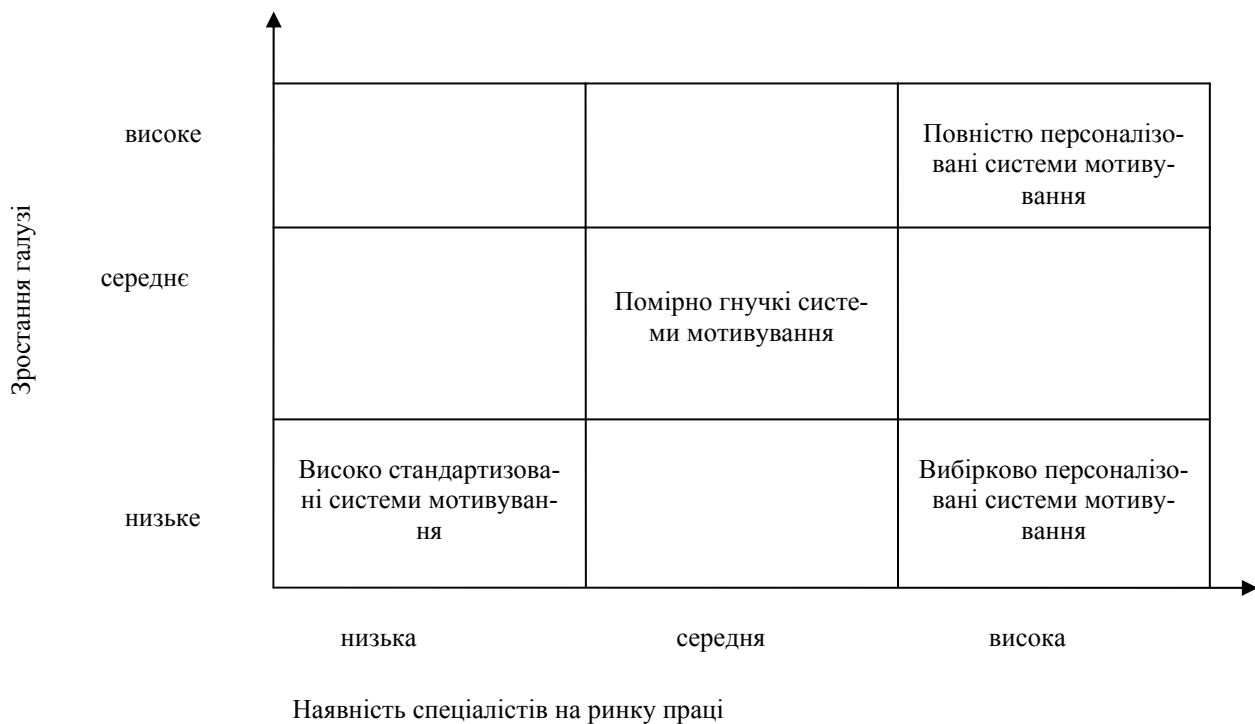 Зростання галузі
високе
Повністю персоналізо-
вані системи мотиву-
вання
середнє
Помірно гнучкі систе-
ми мотивування
низьке
Високо стандартизова-
ні системи мотивуван-
ня
Вибірково персоналізо-
вані системи мотиву-
вання
низька
середня
висока
Наявність спеціалістів на ринку праці